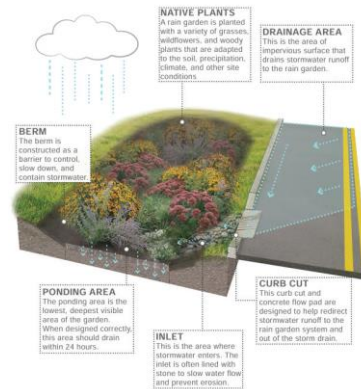 NATIVE PLANTS
A rain garden is planted
with a variety of grasses,
wildflowers, and woody
plants that are adapted
to the soil, precipitation,
climate, and other site
conditions
DRAINAGE AREA
This is the area of
impervious surface that
drains stormwater runoff
to the rain garden.
BERM
The berm is
constructed as a
barrier to control,
slow down, and
contain stormwater.
PONDING AREA
The ponding area is the
lowest, deepest visible
area of the garden.
When designed correctly,
this area should drain
within 24 hours.
INLET
This is the area where
stormwater enters. The
inlet is often lined with
stone to slow water flow
and prevent erosion.
CURB CUT
This curb cut and
concrete flow pad are
designed to help redirect
stormwater runoff to the
rain garden system and
out of the storm drain.